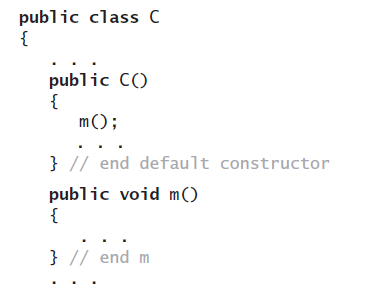 public class C
{
. . .
public C()
{
m();
. . .
} // end default constructor
public void m()
{
. . .
} // end m
. . .